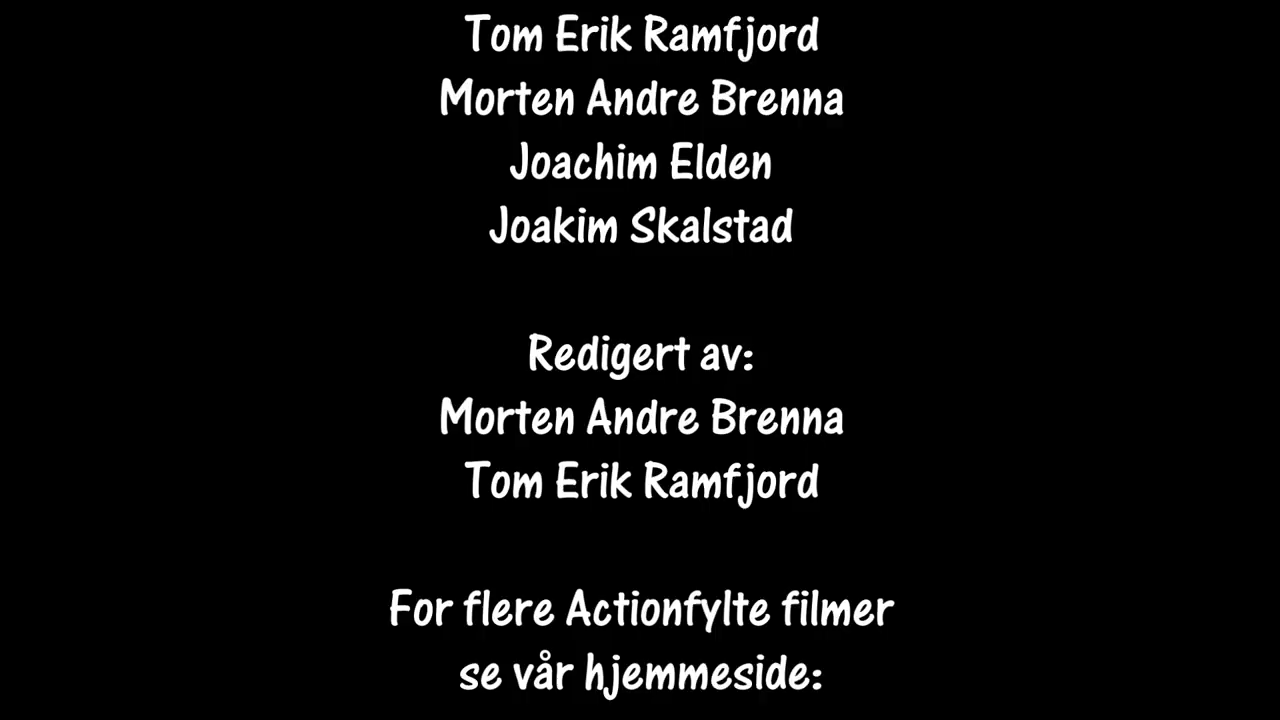 Tom Erik Ramfjord
Morten Andre Brenna
Joachim Elden
Joakim Skalstad
Redigert av:
Morten Andre Brenna
Tom Erik Ramfjord
For flere Actionfylte filmer
se vår hjemmeside: